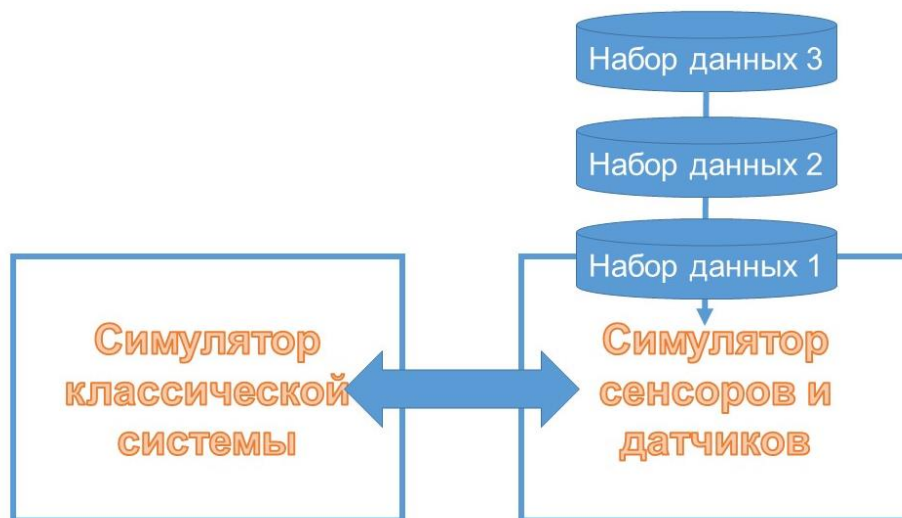 Набор данных 3
Набор данных 2
Набор данных 1
Симулятор
классической
системы
Симулятор
сенсоров и
датчиков